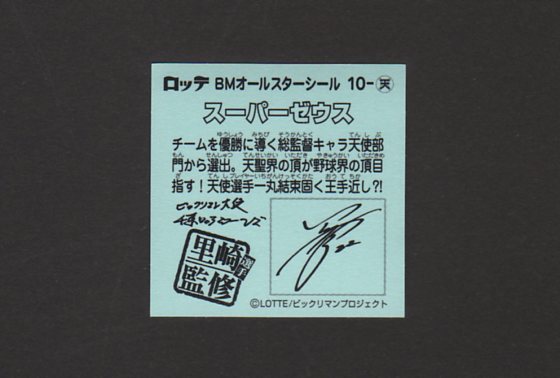 ロッテ BMオールスターシール 10-天
スーパーゼウス
チームを優勝に導く総監督キャラ天使部
門から選出。天聖界の頂が野球界の頂目
指す！天使選手一丸結束固く王手近し?!
ビックリマン大使
里崎選手
監修
22
©LOTTE/ビックリマンプロジェクト